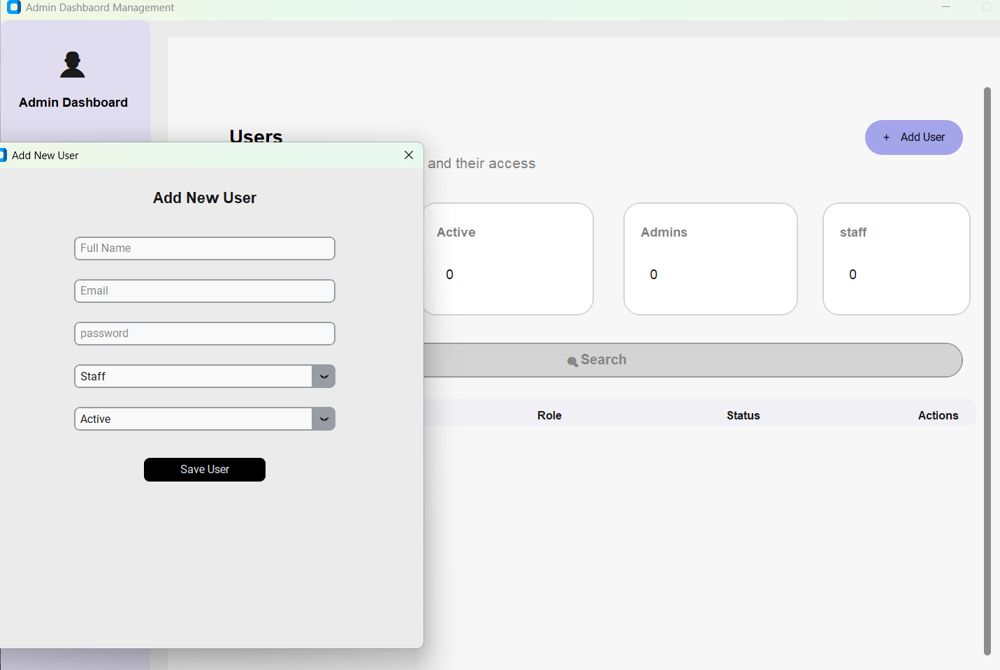 Admin Dashbaord Management
Admin Dashboard
Users
+ Add User
and their access
Add New User
Add New User
Full Name
Email
password
Staff
Active
Save User
Active
0
Admins
0
staff
0
Search
Role Status Actions